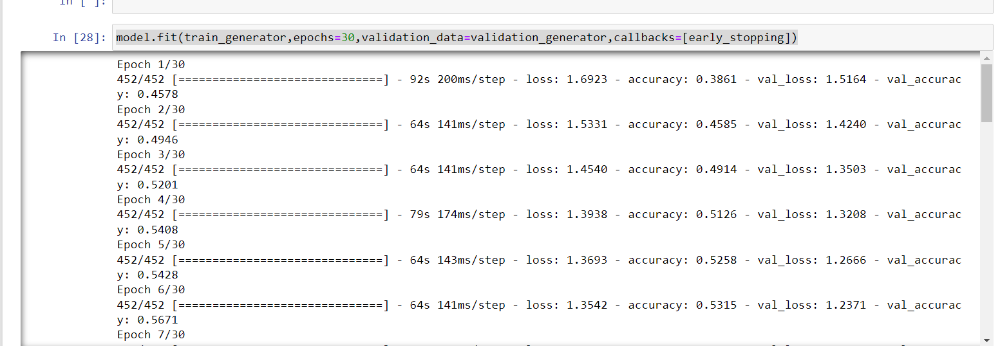 In [ ]:
In [28]: model.fit(train_generator,epochs=30,validation_data=validation_generator,callbacks=[early_stopping])
Epoch 1/30
452/452 [==============================] - 92s 200ms/step - loss: 1.6923 - accuracy: 0.3861 - val_loss: 1.5164 - val_accurac
y: 0.4578
Epoch 2/30
452/452 [==============================] - 64s 141ms/step - loss: 1.5331 - accuracy: 0.4585 - val_loss: 1.4240 - val_accurac
y: 0.4946
Epoch 3/30
452/452 [==============================] - 64s 141ms/step - loss: 1.4540 - accuracy: 0.4914 - val_loss: 1.3503 - val_accurac
y: 0.5201
Epoch 4/30
452/452 [==============================] - 79s 174ms/step - loss: 1.3938 - accuracy: 0.5126 - val_loss: 1.3208 - val_accurac
y: 0.5408
Epoch 5/30
452/452 [==============================] - 64s 143ms/step - loss: 1.3693 - accuracy: 0.5258 - val_loss: 1.2666 - val_accurac
y: 0.5428
Epoch 6/30
452/452 [==============================] - 64s 141ms/step - loss: 1.3542 - accuracy: 0.5315 - val_loss: 1.2371 - val_accurac
y: 0.5671
Epoch 7/30